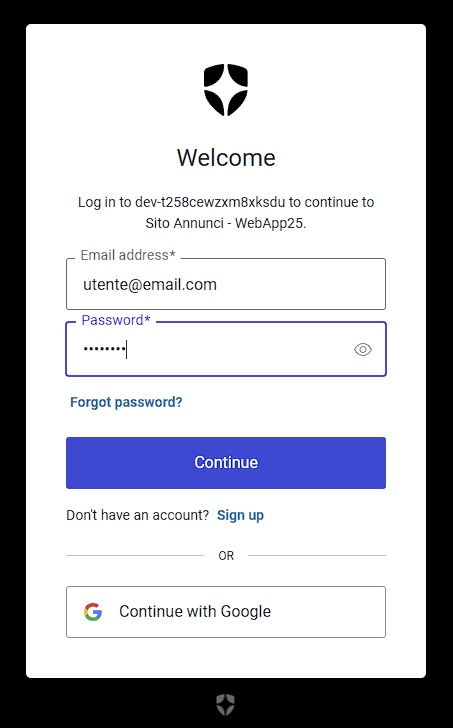 Welcome
Log in to dev-t258cewzxm8xksdu to continue to
Sito Annunci - WebApp25.
Email address*
utente@email.com
Password*
••••••••
Forgot password?
Continue
Don't have an account? Sign up
OR
Continue with Google